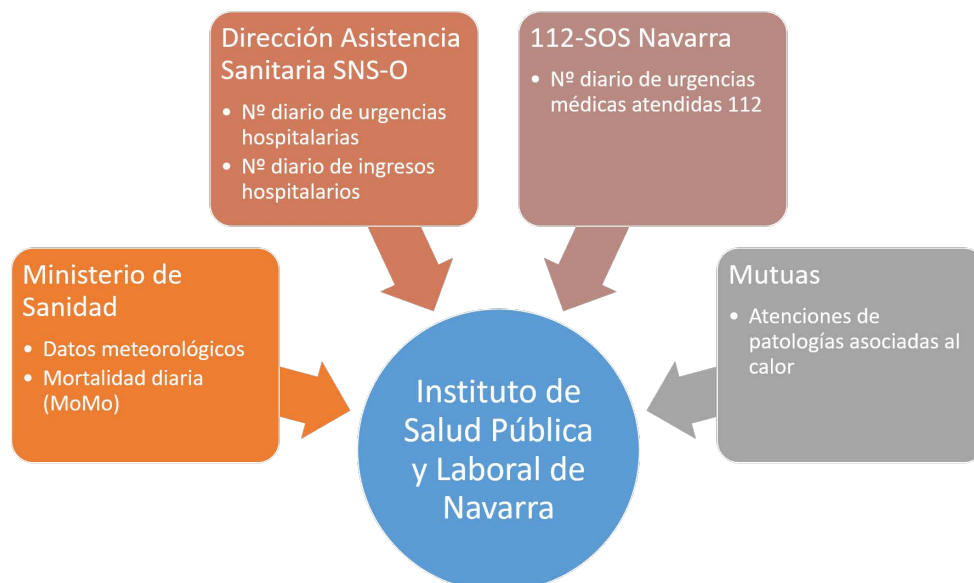 Dirección Asistencia
Sanitaria SNS-O
• Nº diario de urgencias
hospitalarias
• Nº diario de ingresos
hospitalarios
112-SOS Navarra
• Nº diario de urgencias
médicas atendidas 112
Ministerio de
Sanidad
• Datos meteorológicos
• Mortalidad diaria
(MoMo)
Mutuas
• Atenciones de
patologías asociadas al
calor
Instituto de
Salud Pública
y Laboral de
Navarra